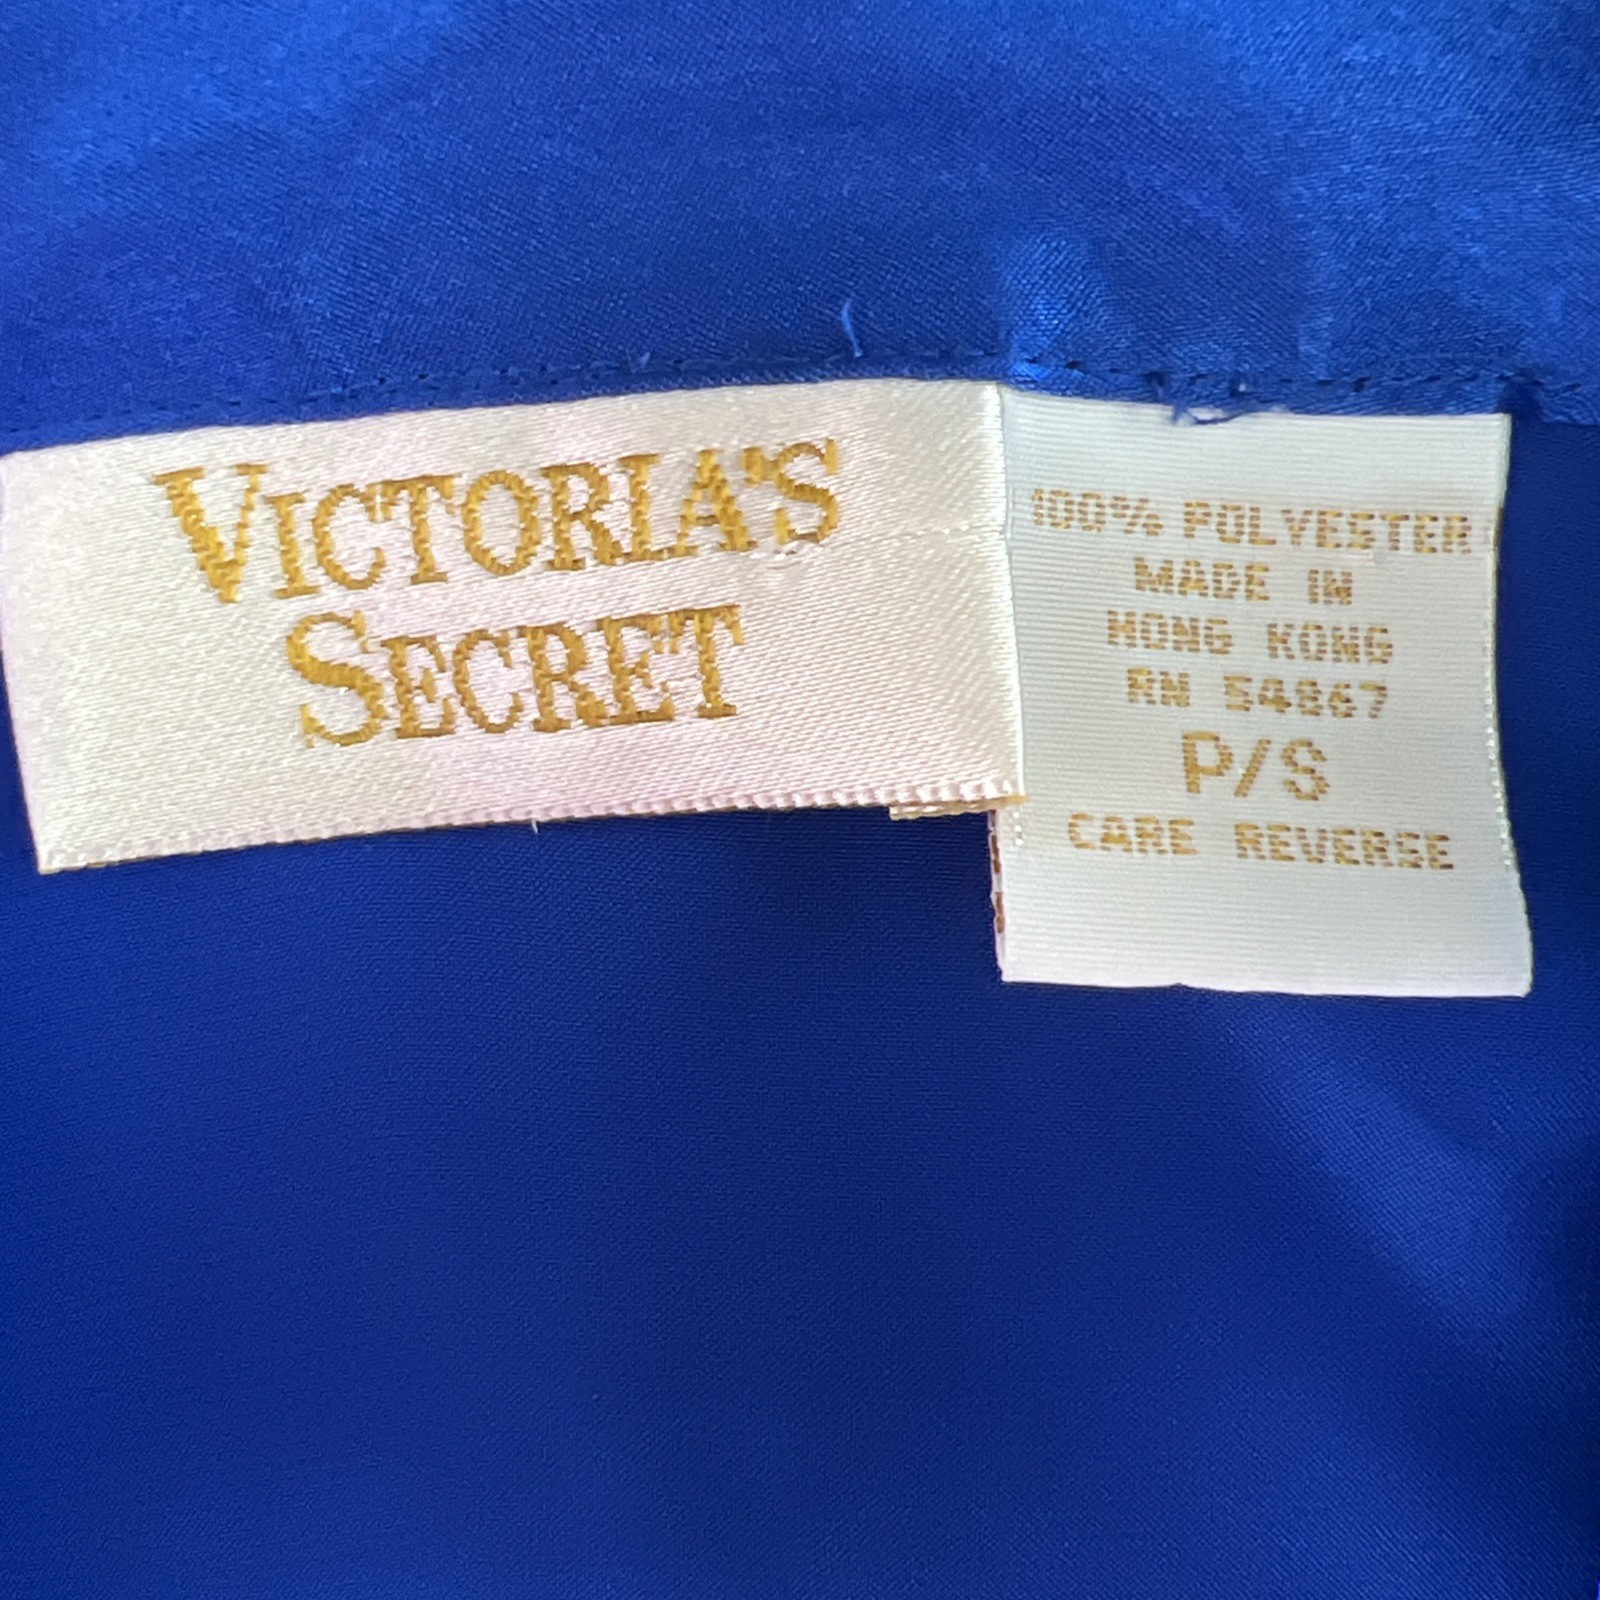 VICTORIA'S
SECRET
100% POLYESTER
MADE IN
HONG KONG
RN 54867
P/S
CARE REVERSE